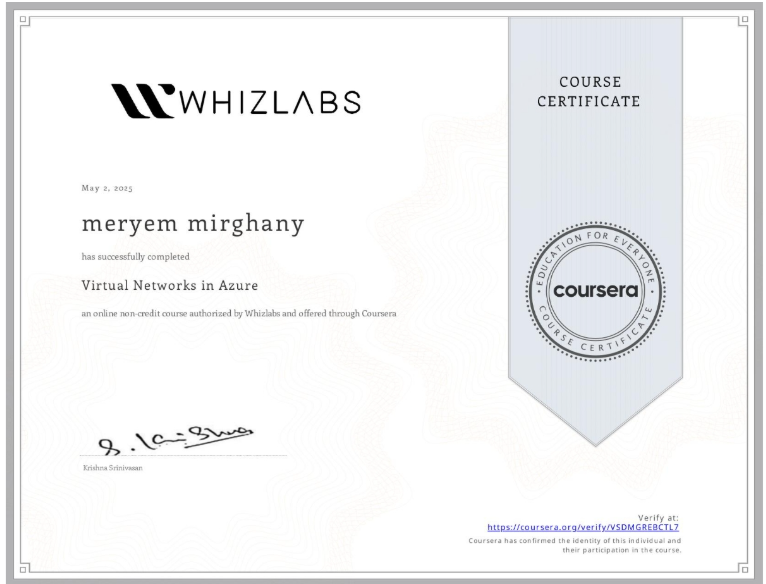 WHIZLABS
COURSE
CERTIFICATE
May 2, 2025
meryem mirghany
has successfully completed
Virtual Networks in Azure
an online non-credit course authorized by Whizlabs and offered through Coursera
EDUCATION FOR EVERYONE
coursera
COURSE CERTIFICATE
Krishna Srinivasan
Verify at:
https://coursera.org/verify/VSDMGREBCTL7
Coursera has confirmed the identity of this individual and
their participation in the course.